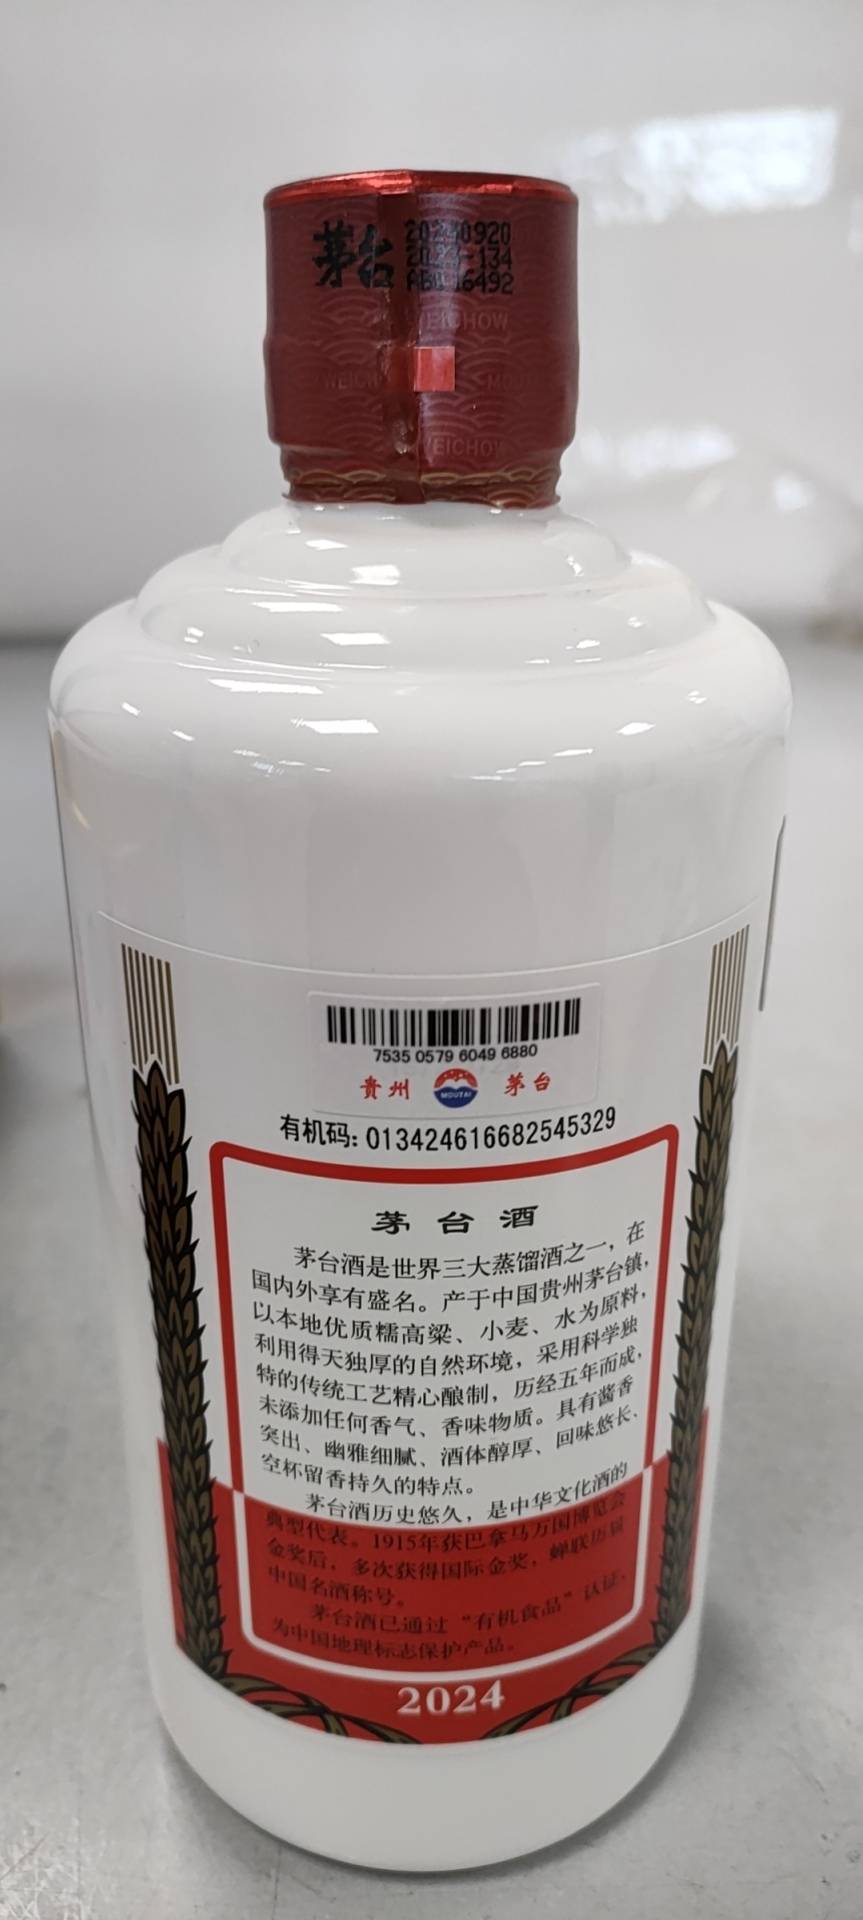 茅台
20240920
2023-134
16492
WEICHOW
WEICHOW
MOUTAI
WEICHOW
7535 0579 6049 6880
贵州 MOUTAI 茅台
有机码：013424616682545329
茅台酒
茅台酒是世界三大蒸馏酒之一，在
国内外享有盛名。产于中国贵州茅台镇，
以本地优质糯高粱、小麦、水为原料，
利用得天独厚的自然环境，采用科学独
特的传统工艺精心酿制，历经五年而成，
未添加任何香气、香味物质。具有酱香
突出、幽雅细腻、酒体醇厚、回味悠长、
空杯留香持久的特点。
茅台酒历史悠久，是中华文化酒的
典型代表。1915年获巴拿马万国博览会
金奖后，多次获得国际金奖，蝉联历届
中国名酒称号。
茅台酒已通过“有机食品”认证，
为中国地理标志保护产品。
2024